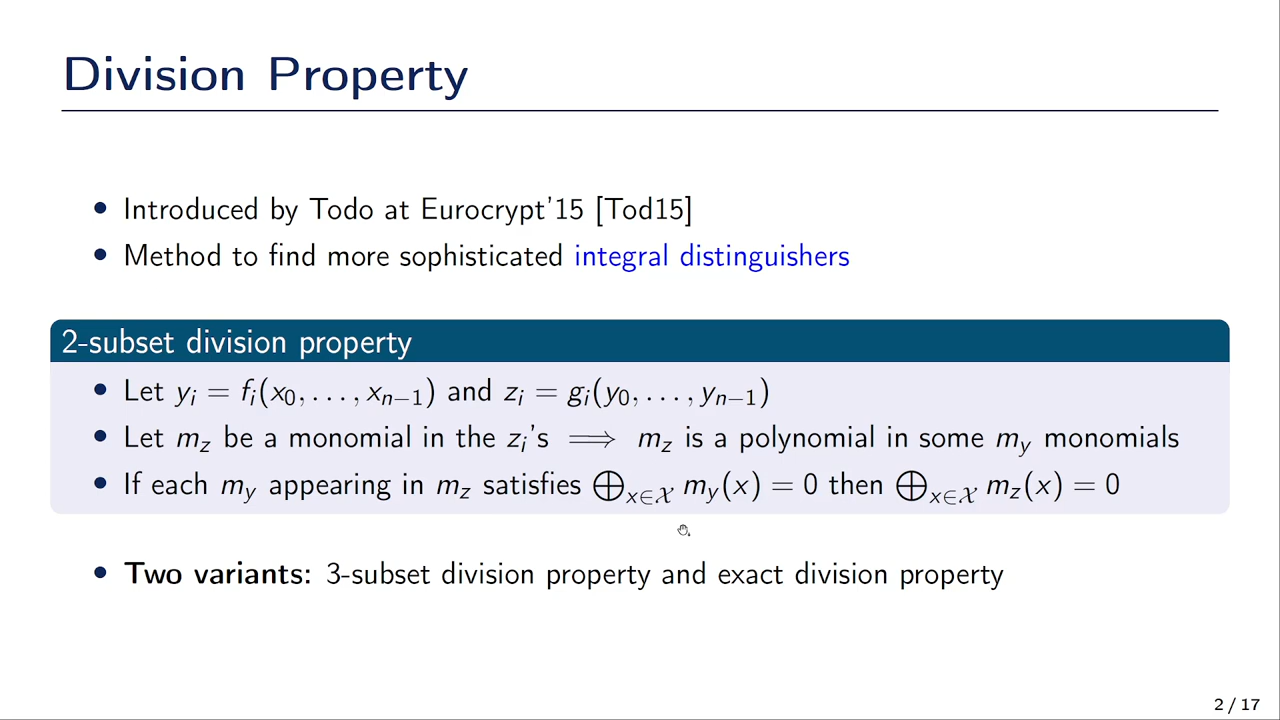 Division Property
• Introduced by Todo at Eurocrypt'15 [Tod15]
• Method to find more sophisticated integral distinguishers
2-subset division property
• Let yᵢ = fᵢ(x₀, . . . , xₙ₋₁) and zᵢ = gᵢ(y₀, . . . , yₙ₋₁)
• Let m_z be a monomial in the zᵢ's ⟹ m_z is a polynomial in some m_y monomials
• If each m_y appearing in m_z satisfies ⊕_{x∈𝒳} m_y(x) = 0 then ⊕_{x∈𝒳} m_z(x) = 0
• Two variants: 3-subset division property and exact division property
2 / 17